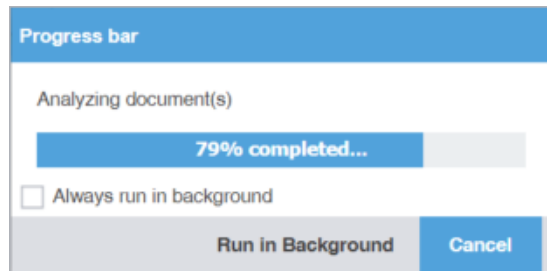 Progress bar
Analyzing document(s)
79% completed...
Always run in background
Run in Background Cancel